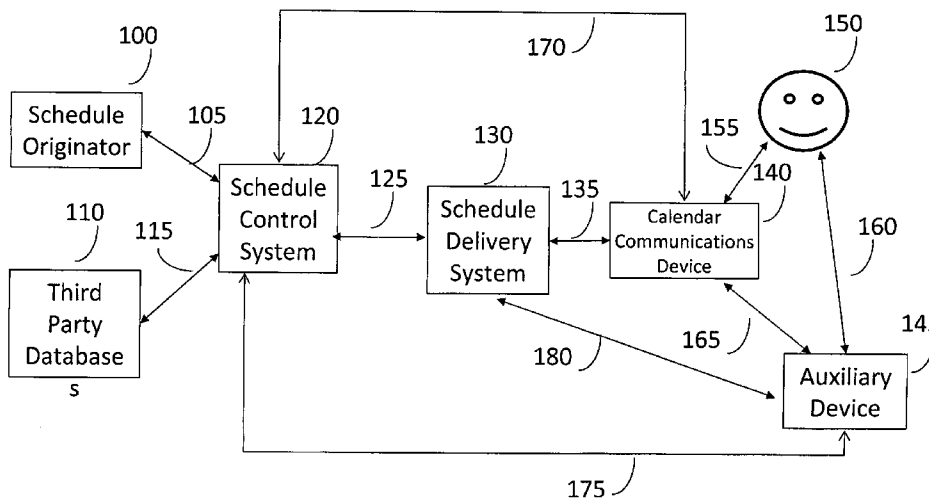 100
Schedule
Originator
105
110
115
Third
Party
Database
s
120
Schedule
Control
System
125
130
Schedule
Delivery
System
135
170
150
155
140
Calendar
Communications
Device
160
165
180
14
Auxiliary
Device
175